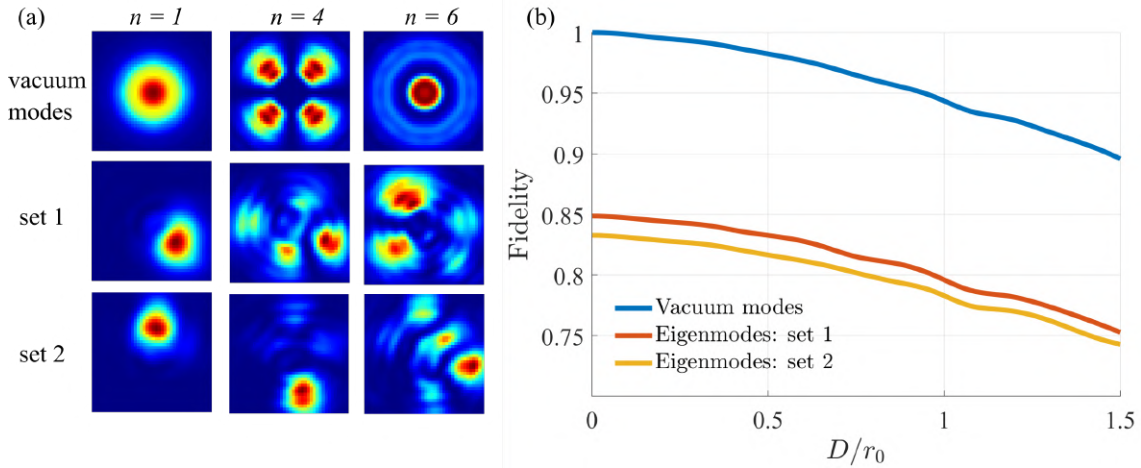 (a)
n = 1
n = 4
n = 6
vacuum
modes
set 1
set 2
(b)
1
0.95
0.9
0.85
0.8
0.75
Fidelity
Vacuum modes
Eigenmodes: set 1
Eigenmodes: set 2
0
0.5
1
1.5
D/r₀